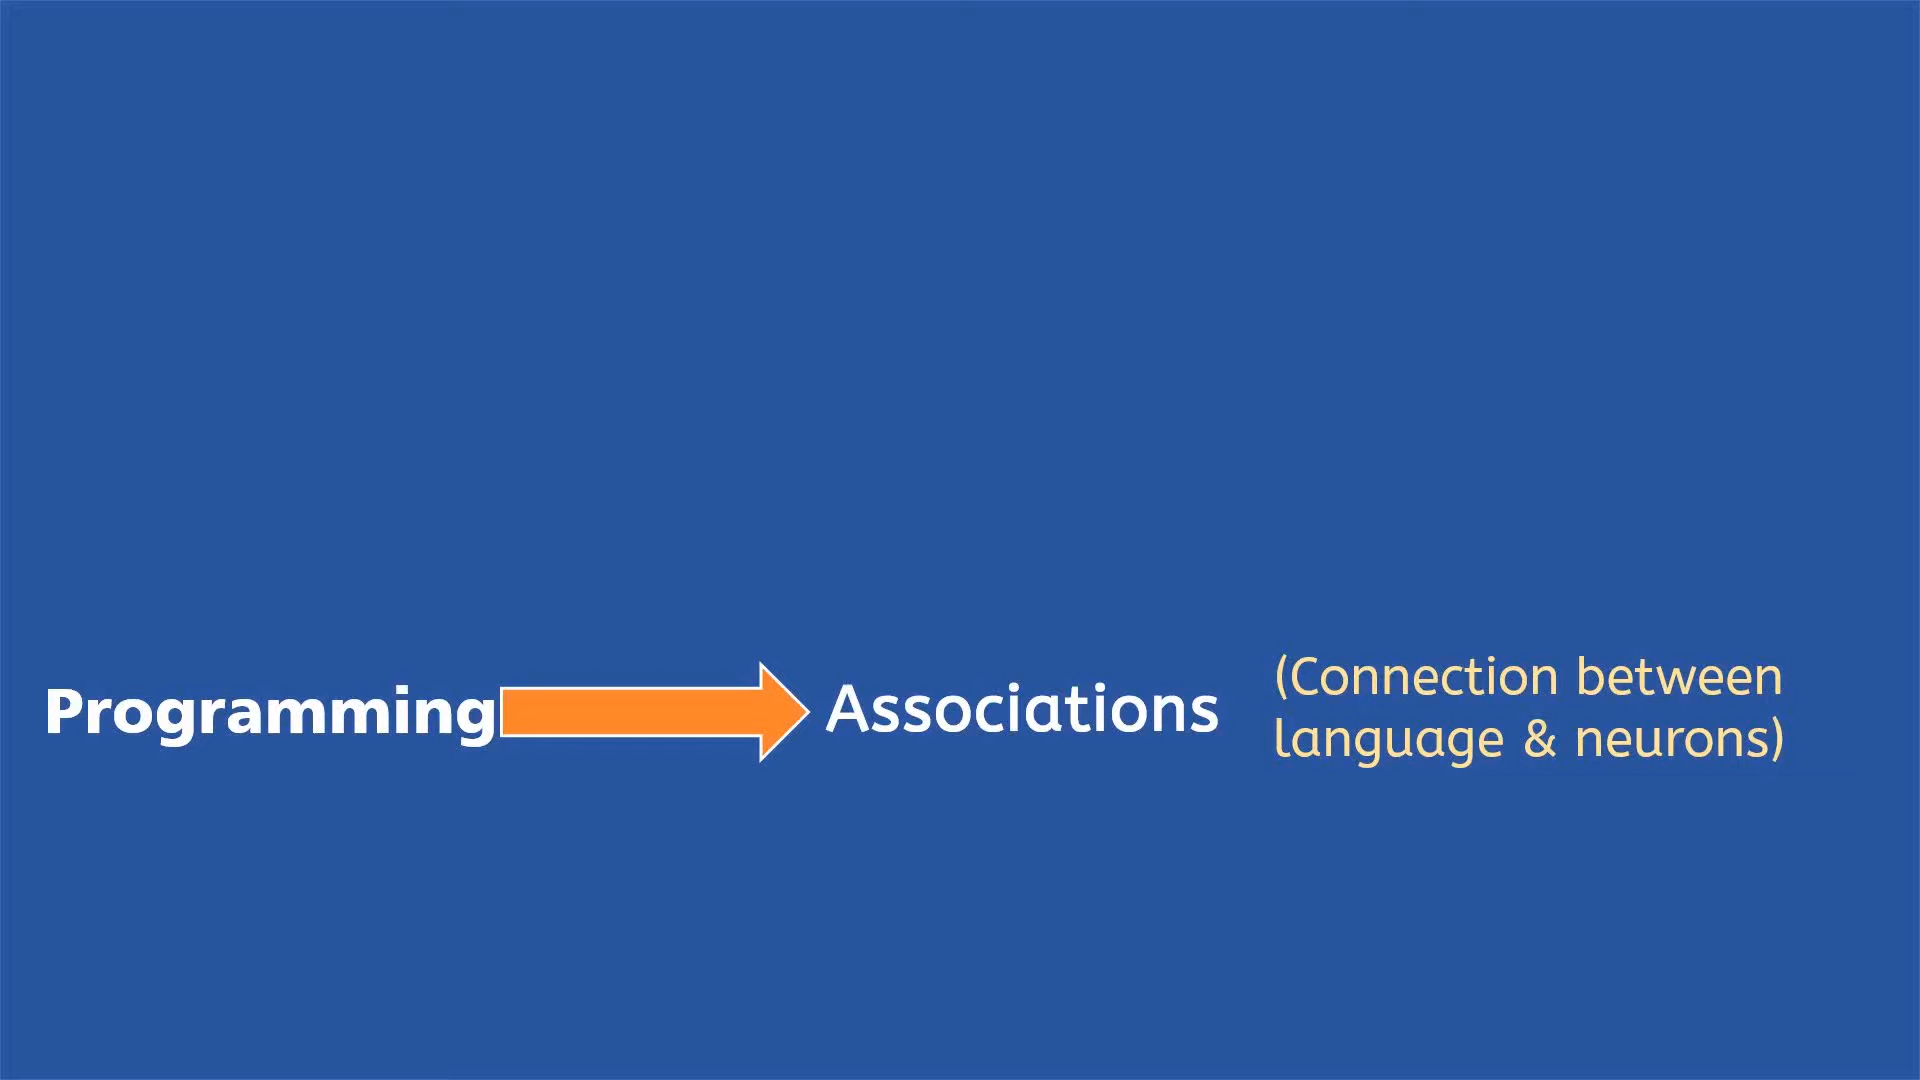 Programming
Associations
(Connection between
language & neurons)